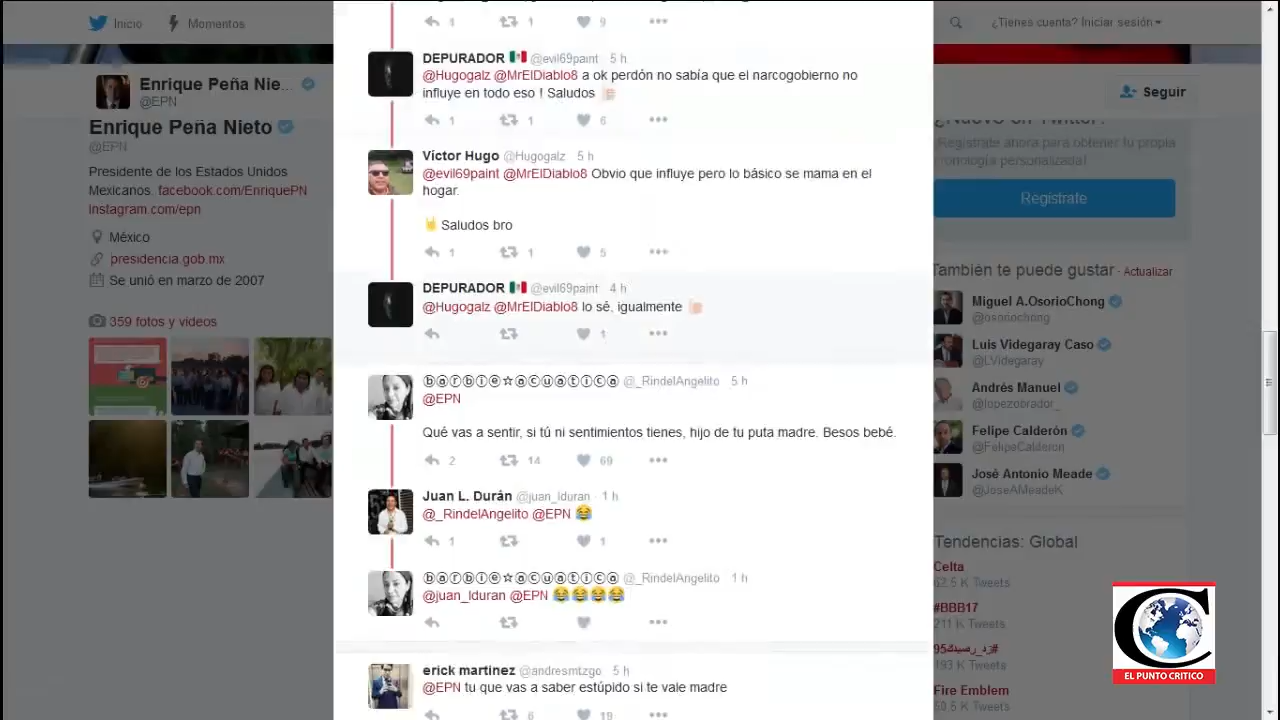 Inicio
Momentos
¿Tienes cuenta? Iniciar sesión
Enrique Peña Nie...
@EPN
Seguir
Enrique Peña Nieto
@EPN
Presidente de los Estados Unidos
Mexicanos. facebook.com/EnriquePN
instagram.com/epn
México
presidencia.gob.mx
Se unió en marzo de 2007
359 fotos y videos
1
1
9
DEPURADOR 🇲🇽 @evil69paint 5 h
@Hugogalz @MrElDiablo8 a ok perdón no sabía que el narcogobierno no
influye en todo eso ! Saludos
1
1
6
Víctor Hugo @Hugogalz 5 h
@evil69paint @MrElDiablo8 Obvio que influye pero lo básico se mama en el
hogar.
🤘 Saludos bro
1
1
5
DEPURADOR 🇲🇽 @evil69paint 4 h
@Hugogalz @MrElDiablo8 lo sé, igualmente
1
ⓑⓐⓡⓑⓘⓔ☆ⓐⓒⓤⓐⓣⓘⓒⓐ @_RindelAngelito 5 h
@EPN
Qué vas a sentir, si tú ni sentimientos tienes, hijo de tu puta madre. Besos bebé.
2
14
69
Juan L. Durán @juan_lduran · 1 h
@_RindelAngelito @EPN 😂
1
1
ⓑⓐⓡⓑⓘⓔ☆ⓐⓒⓤⓐⓣⓘⓒⓐ @_RindelAngelito 1 h
@juan_lduran @EPN 😂😂😂😂
erick martínez @andresmtzgo 5 h
@EPN tu que vas a saber estúpido si te vale madre
6
19
¿Nuevo en Twitter?
Regístrate ahora para obtener tu propia
cronología personalizada!
Regístrate
También te puede gustar · Actualizar
Miguel A.OsorioChong
@osoriochong
Luis Videgaray Caso
@LVidegaray
Andrés Manuel
@lopezobrador_
Felipe Calderón
@FelipeCalderon
José Antonio Meade
@JoseAMeadeK
Tendencias: Global
Celta
62.5 K Tweets
#BBB17
211 K Tweets
193 K Tweets
Fire Emblem
59.5 K Tweets
C
EL PUNTO CRITICO